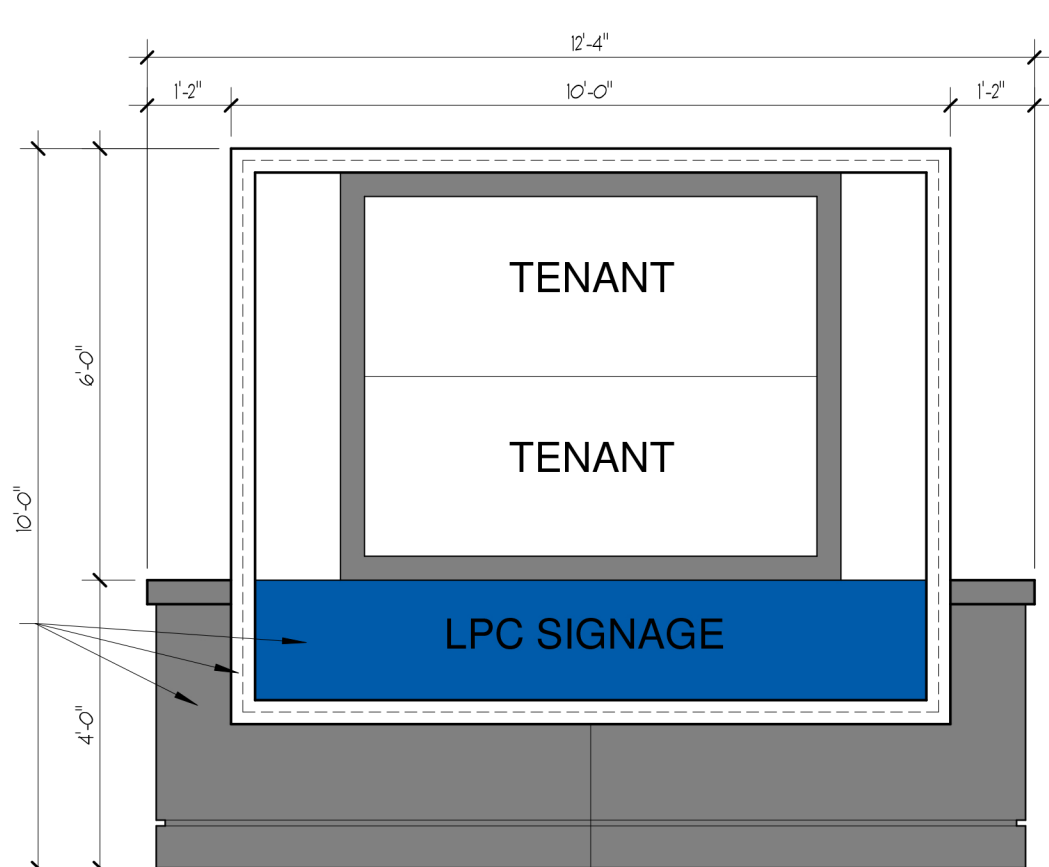 12'-4"
1'-2"
10'-0"
1'-2"
TENANT
6'-0"
TENANT
10'-0"
LPC SIGNAGE
4'-0"